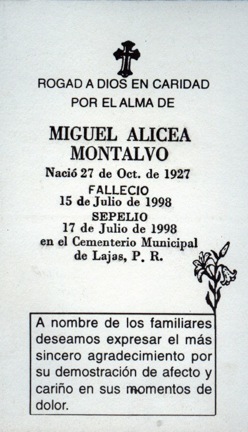 ROGAD A DIOS EN CARIDAD
POR EL ALMA DE
MIGUEL ALICEA
MONTALVO
Nació 27 de Oct. de 1927
FALLECIO
15 de Julio de 1998
SEPELIO
17 de Julio de 1998
en el Cementerio Municipal
de Lajas, P. R.
A nombre de los familiares
deseamos expresar el más
sincero agradecimiento por
su demostración de afecto y
cariño en sus momentos de
dolor.